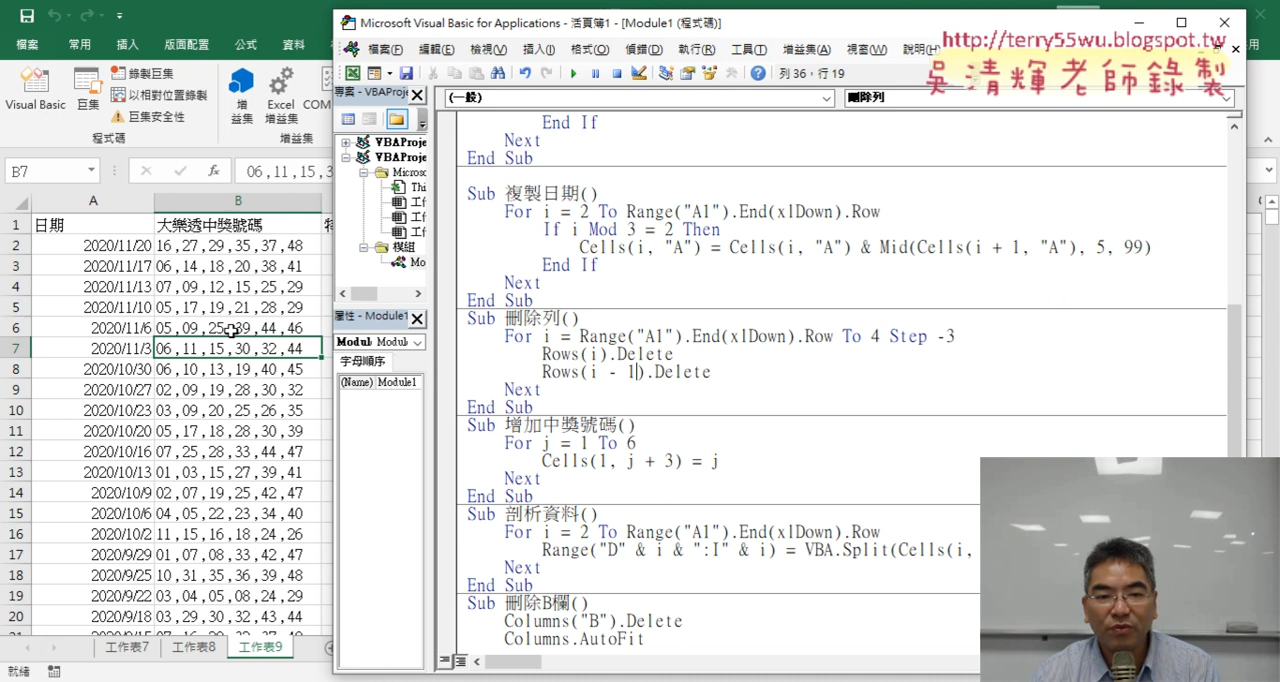 Microsoft Visual Basic for Applications - 活頁簿1 - [Module1 (程式碼)]
http://terry55wu.blogspot.tw
吳清輝老師錄製
檔案 常用 插入 版面配置 公式 資料
檔案(F) 編輯(E) 檢視(V) 插入(I) 格式(O) 偵錯(D) 執行(R) 工具(T) 增益集(A) 視窗(W) 說明(H)
列 36，行 19
Visual Basic 巨集 錄製巨集
以相對位置錄製
巨集安全性
增益集 Excel 增益集 COM
程式碼 增益集
專案 - VBAProje
(一般) 刪除列
VBAProje
VBAProje
Microso
Thi
工
工
工
模組
Mo
屬性 - Module1
Modul Modul
字母順序
(Name) Module1
B7 06,11,15,3
A B
1 日期 大樂透中獎號碼 特
2 2020/11/20 16,27,29,35,37,48
3 2020/11/17 06,14,18,20,38,41
4 2020/11/13 07,09,12,15,25,29
5 2020/11/10 05,17,19,21,28,29
6 2020/11/6 05,09,25,39,44,46
7 2020/11/3 06,11,15,30,32,44
8 2020/10/30 06,10,13,19,40,45
9 2020/10/27 02,09,19,28,30,32
10 2020/10/23 03,09,20,25,26,35
11 2020/10/20 05,17,18,28,30,39
12 2020/10/16 07,25,28,33,44,47
13 2020/10/13 01,03,15,27,39,41
14 2020/10/9 02,07,19,25,42,47
15 2020/10/6 04,05,22,23,34,40
16 2020/10/2 11,15,16,18,24,26
17 2020/9/29 01,07,08,33,42,47
18 2020/9/25 10,31,35,36,39,48
19 2020/9/22 03,04,05,08,24,29
20 2020/9/18 03,29,30,32,43,44
工作表7 工作表8 工作表9
就緒
End If
Next
End Sub
Sub 複製日期()
For i = 2 To Range("A1").End(xlDown).Row
If i Mod 3 = 2 Then
Cells(i, "A") = Cells(i, "A") & Mid(Cells(i + 1, "A"), 5, 99)
End If
Next
End Sub
Sub 刪除列()
For i = Range("A1").End(xlDown).Row To 4 Step -3
Rows(i).Delete
Rows(i - 1).Delete
Next
End Sub
Sub 增加中獎號碼()
For j = 1 To 6
Cells(1, j + 3) = j
Next
End Sub
Sub 剖析資料()
For i = 2 To Range("A1").End(xlDown).Row
Range("D" & i & ":I" & i) = VBA.Split(Cells(i,
Next
End Sub
Sub 刪除B欄()
Columns("B").Delete
Columns.AutoFit